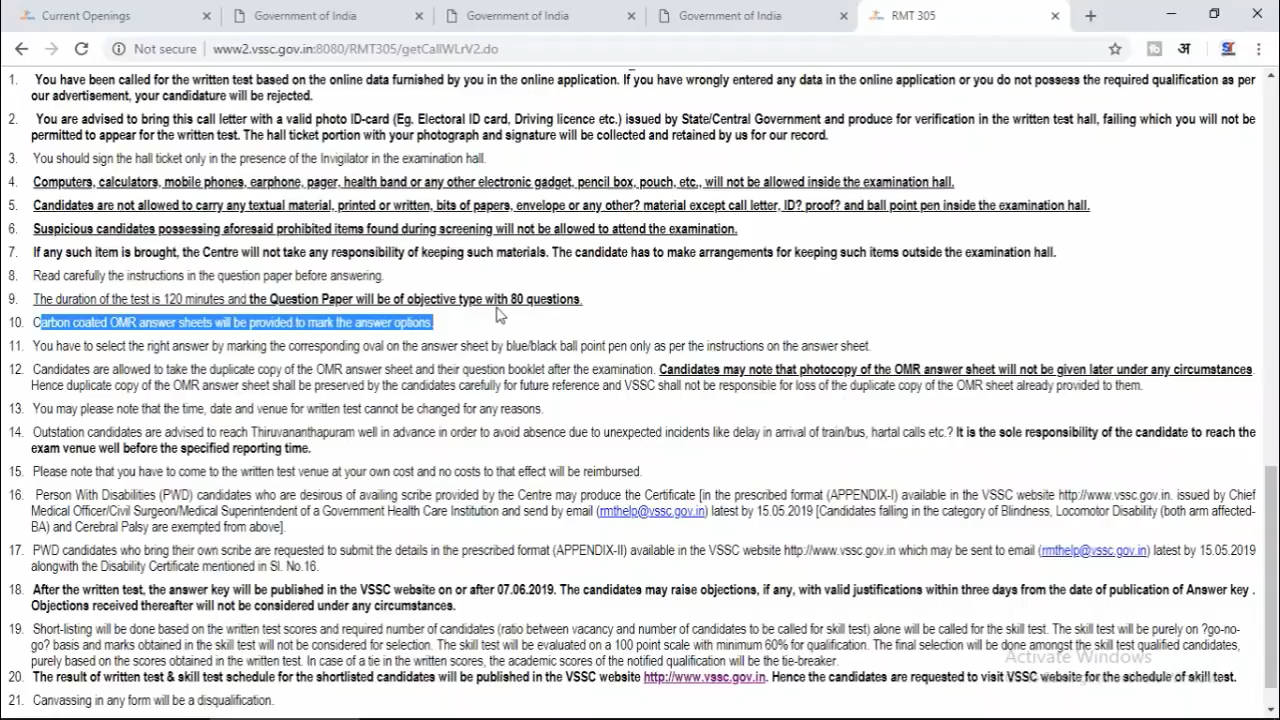 Current Openings
Government of India
Government of India
Government of India
RMT 305
Not secure | www2.vssc.gov.in:8080/RMT305/getCallWLrV2.do
अ
1. You have been called for the written test based on the online data furnished by you in the online application. If you have wrongly entered any data in the online application or you do not possess the required qualification as per
our advertisement, your candidature will be rejected.
2. You are advised to bring this call letter with a valid photo ID-card (Eg. Electoral ID card, Driving licence etc.) issued by State/Central Government and produce for verification in the written test hall, failing which you will not be
permitted to appear for the written test. The hall ticket portion with your photograph and signature will be collected and retained by us for our record.
3. You should sign the hall ticket only in the presence of the Invigilator in the examination hall.
4. Computers, calculators, mobile phones, earphone, pager, health band or any other electronic gadget, pencil box, pouch, etc., will not be allowed inside the examination hall.
5. Candidates are not allowed to carry any textual material, printed or written, bits of papers, envelope or any other? material except call letter, ID? proof? and ball point pen inside the examination hall.
6. Suspicious candidates possessing aforesaid prohibited items found during screening will not be allowed to attend the examination.
7. If any such item is brought, the Centre will not take any responsibility of keeping such materials. The candidate has to make arrangements for keeping such items outside the examination hall.
8. Read carefully the instructions in the question paper before answering.
9. The duration of the test is 120 minutes and the Question Paper will be of objective type with 80 questions.
10. Carbon coated OMR answer sheets will be provided to mark the answer options.
11. You have to select the right answer by marking the corresponding oval on the answer sheet by blue/black ball point pen only as per the instructions on the answer sheet.
12. Candidates are allowed to take the duplicate copy of the OMR answer sheet and their question booklet after the examination. Candidates may note that photocopy of the OMR answer sheet will not be given later under any circumstances.
Hence duplicate copy of the OMR answer sheet shall be preserved by the candidates carefully for future reference and VSSC shall not be responsible for loss of the duplicate copy of the OMR sheet already provided to them.
13. You may please note that the time, date and venue for written test cannot be changed for any reasons.
14. Outstation candidates are advised to reach Thiruvananthapuram well in advance in order to avoid absence due to unexpected incidents like delay in arrival of train/bus, hartal calls etc.? It is the sole responsibility of the candidate to reach the
exam venue well before the specified reporting time.
15. Please note that you have to come to the written test venue at your own cost and no costs to that effect will be reimbursed.
16. Person With Disabilities (PWD) candidates who are desirous of availing scribe provided by the Centre may produce the Certificate [in the prescribed format (APPENDIX-I) available in the VSSC website http://www.vssc.gov.in. issued by Chief
Medical Officer/Civil Surgeon/Medical Superintendent of a Government Health Care Institution and send by email (rmthelp@vssc.gov.in) latest by 15.05.2019 [Candidates falling in the category of Blindness, Locomotor Disability (both arm affected-
BA) and Cerebral Palsy are exempted from above].
17. PWD candidates who bring their own scribe are requested to submit the details in the prescribed format (APPENDIX-II) available in the VSSC website http://www.vssc.gov.in which may be sent to email (rmthelp@vssc.gov.in) latest by 15.05.2019
alongwith the Disability Certificate mentioned in Sl. No.16.
18. After the written test, the answer key will be published in the VSSC website on or after 07.06.2019. The candidates may raise objections, if any, with valid justifications within three days from the date of publication of Answer key .
Objections received thereafter will not be considered under any circumstances.
19. Short-listing will be done based on the written test scores and required number of candidates (ratio between vacancy and number of candidates to be called for skill test) alone will be called for the skill test. The skill test will be purely on ?go-no-
go? basis and marks obtained in the skill test will not be considered for selection. The skill test will be evaluated on a 100 point scale with minimum 60% for qualification. The final selection will be done amongst the skill test qualified candidates,
purely based on the scores obtained in the written test. In case of a tie in the written scores, the academic scores of the notified qualification will be the tie-breaker.
Activate Windows
20. The result of written test & skill test schedule for the shortlisted candidates will be published in the VSSC website http://www.vssc.gov.in. Hence the candidates are requested to visit VSSC website for the schedule of skill test.
21. Canvassing in any form will be a disqualification.